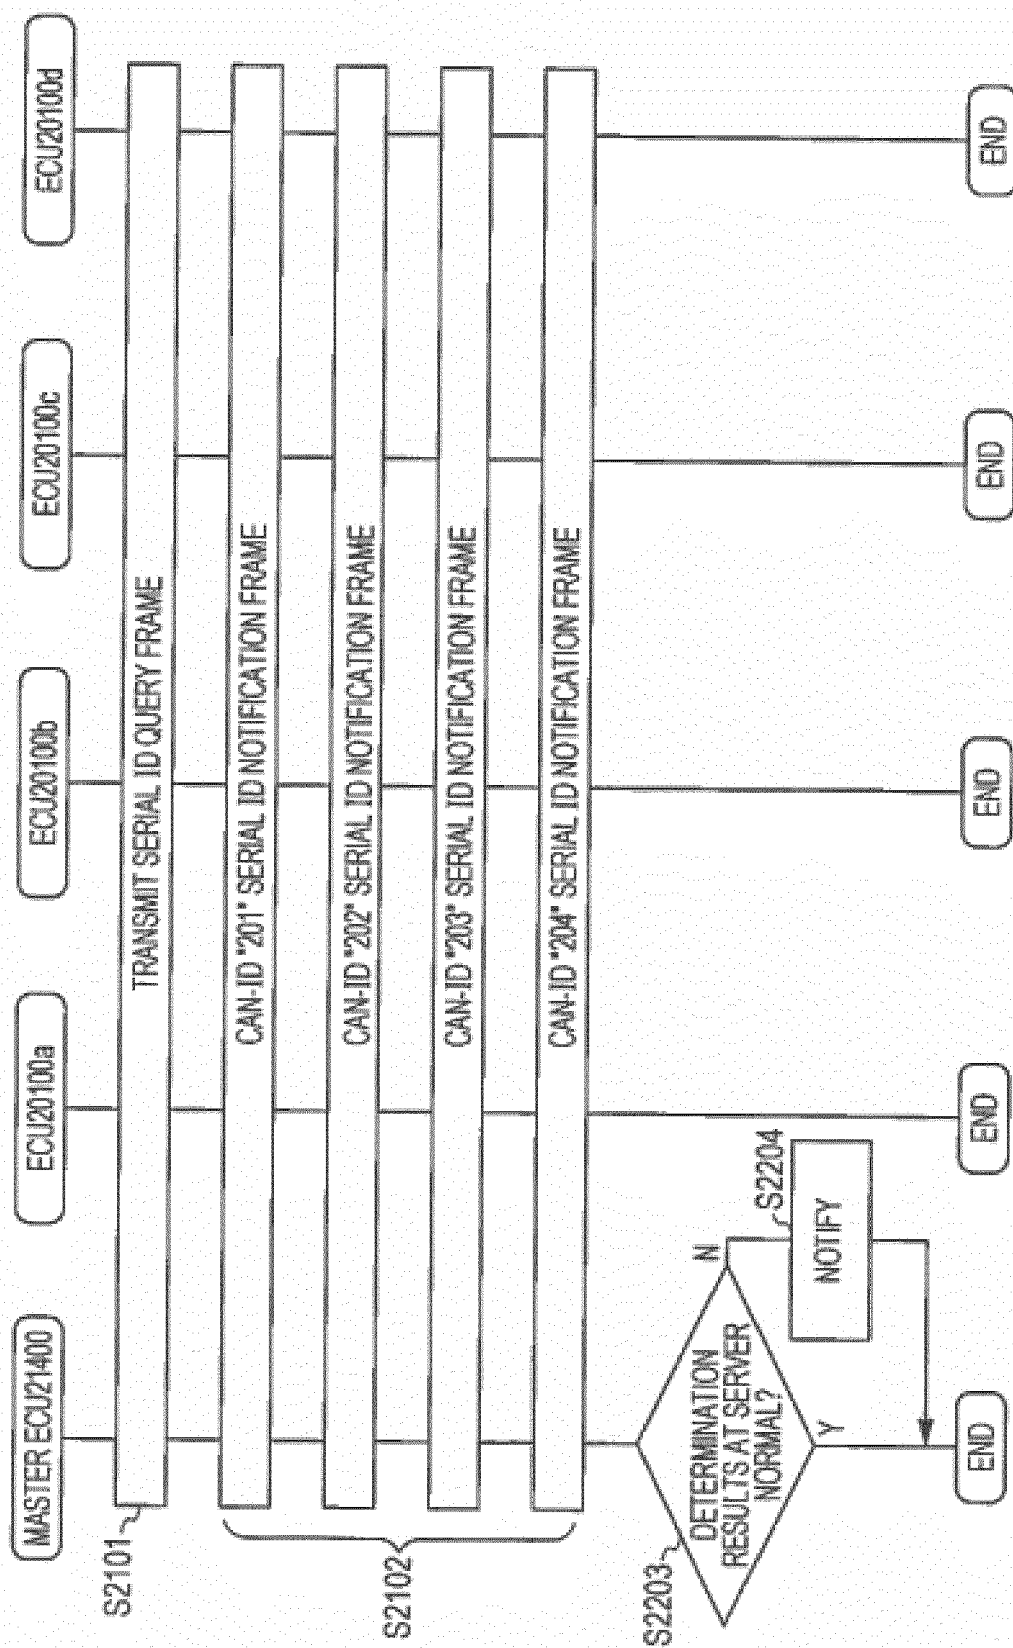 MASTER ECU21400
ECU20100a
ECU20100b
ECU20100c
ECU20100d
S2101
TRANSMIT SERIAL ID QUERY FRAME
S2102
CAN-ID "201" SERIAL ID NOTIFICATION FRAME
CAN-ID "202" SERIAL ID NOTIFICATION FRAME
CAN-ID "203" SERIAL ID NOTIFICATION FRAME
CAN-ID "204" SERIAL ID NOTIFICATION FRAME
S2203
DETERMINATION
RESULTS AT SERVER
NORMAL?
N
S2204
NOTIFY
Y
END
END
END
END
END